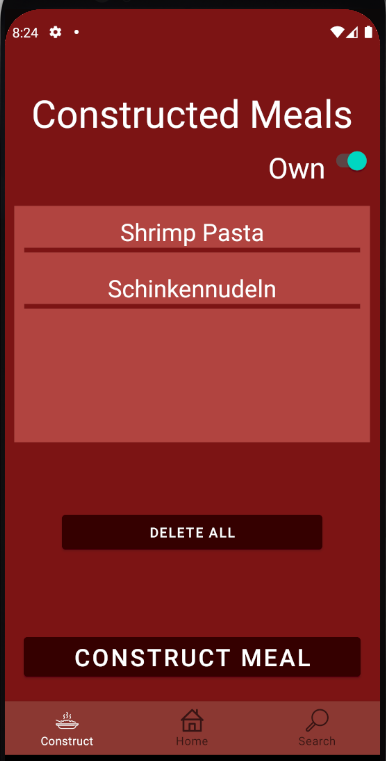 8:24
Constructed Meals
Own
Shrimp Pasta
Schinkennudeln
DELETE ALL
CONSTRUCT MEAL
Construct
Home
Search